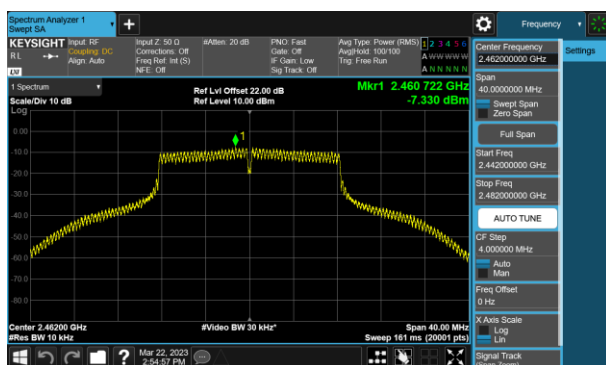 Spectrum Analyzer 1
Swept SA
Frequency
KEYSIGHT
R L
Input: RF
Coupling: DC
Align: Auto
Input Z: 50 Ω
Corrections: Off
Freq Ref: Int (S)
NFE: Off
#Atten: 20 dB
PNO: Fast
Gate: Off
IF Gain: Low
Sig Track: Off
Avg Type: Power (RMS)
Avg|Hold: 100/100
Trig: Free Run
1 2 3 4 5 6
A W W W W W
A N N N N N
LW
1 Spectrum
Scale/Div 10 dB
Log
Ref Lvl Offset 22.00 dB
Ref Level 10.00 dBm
Mkr1 2.460 722 GHz
-7.330 dBm
1
0.00
-10.0
-20.0
-30.0
-40.0
-50.0
-60.0
-70.0
-80.0
Center 2.46200 GHz
#Res BW 10 kHz
#Video BW 30 kHz*
Span 40.00 MHz
Sweep 161 ms (20001 pts)
Mar 22, 2023
2:54:57 PM
Center Frequency
2.462000000 GHz
Settings
Span
40.0000000 MHz
Swept Span
Zero Span
Full Span
Start Freq
2.442000000 GHz
Stop Freq
2.482000000 GHz
AUTO TUNE
CF Step
4.000000 MHz
Auto
Man
Freq Offset
0 Hz
X Axis Scale
Log
Lin
Signal Track
(Span Zoom)